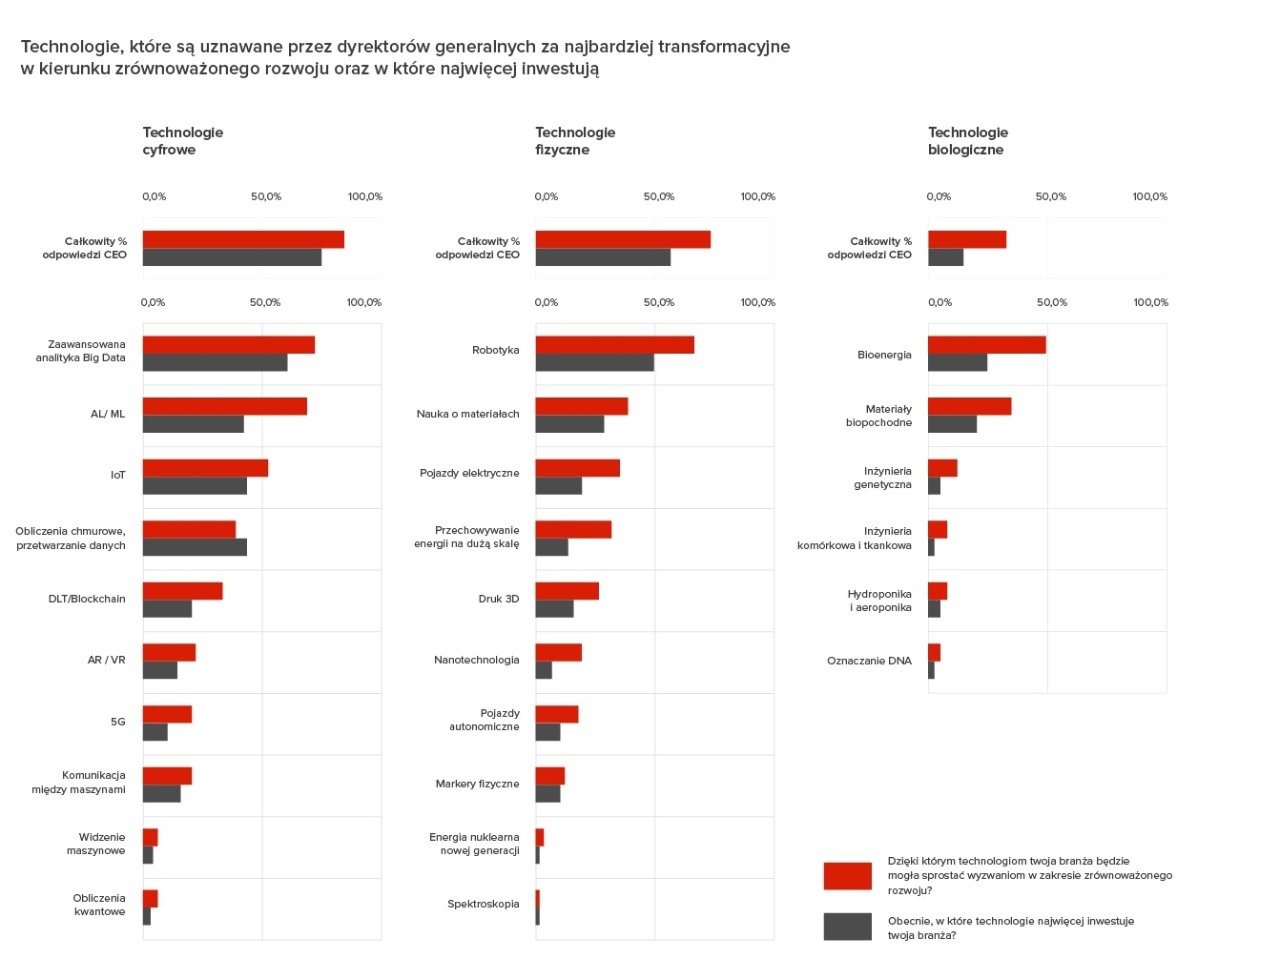 Technologie, które są uznawane przez dyrektorów generalnych za najbardziej transformacyjne
w kierunku zrównoważonego rozwoju oraz w które najwięcej inwestują
Technologie
cyfrowe
0,0% 50,0% 100,0%
Całkowity %
odpowiedzi CEO
0,0% 50,0% 100,0%
Zaawansowana
analityka Big Data
AL/ ML
IoT
Obliczenia chmurowe,
przetwarzanie danych
DLT/Blockchain
AR / VR
5G
Komunikacja
między maszynami
Widzenie
maszynowe
Obliczenia
kwantowe
Technologie
fizyczne
0,0% 50,0% 100,0%
Całkowity %
odpowiedzi CEO
0,0% 50,0% 100,0%
Robotyka
Nauka o materiałach
Pojazdy elektryczne
Przechowywanie
energii na dużą skalę
Druk 3D
Nanotechnologia
Pojazdy
autonomiczne
Markery fizyczne
Energia nuklearna
nowej generacji
Spektroskopia
Technologie
biologiczne
0,0% 50,0% 100,0%
Całkowity %
odpowiedzi CEO
0,0% 50,0% 100,0%
Bioenergia
Materiały
biopochodne
Inżynieria
genetyczna
Inżynieria
komórkowa i tkankowa
Hydroponika
i aeroponika
Oznaczanie DNA
Dzięki którym technologiom twoja branża będzie
mogła sprostać wyzwaniom w zakresie zrównoważonego
rozwoju?
Obecnie, w które technologie najwięcej inwestuje
twoja branża?